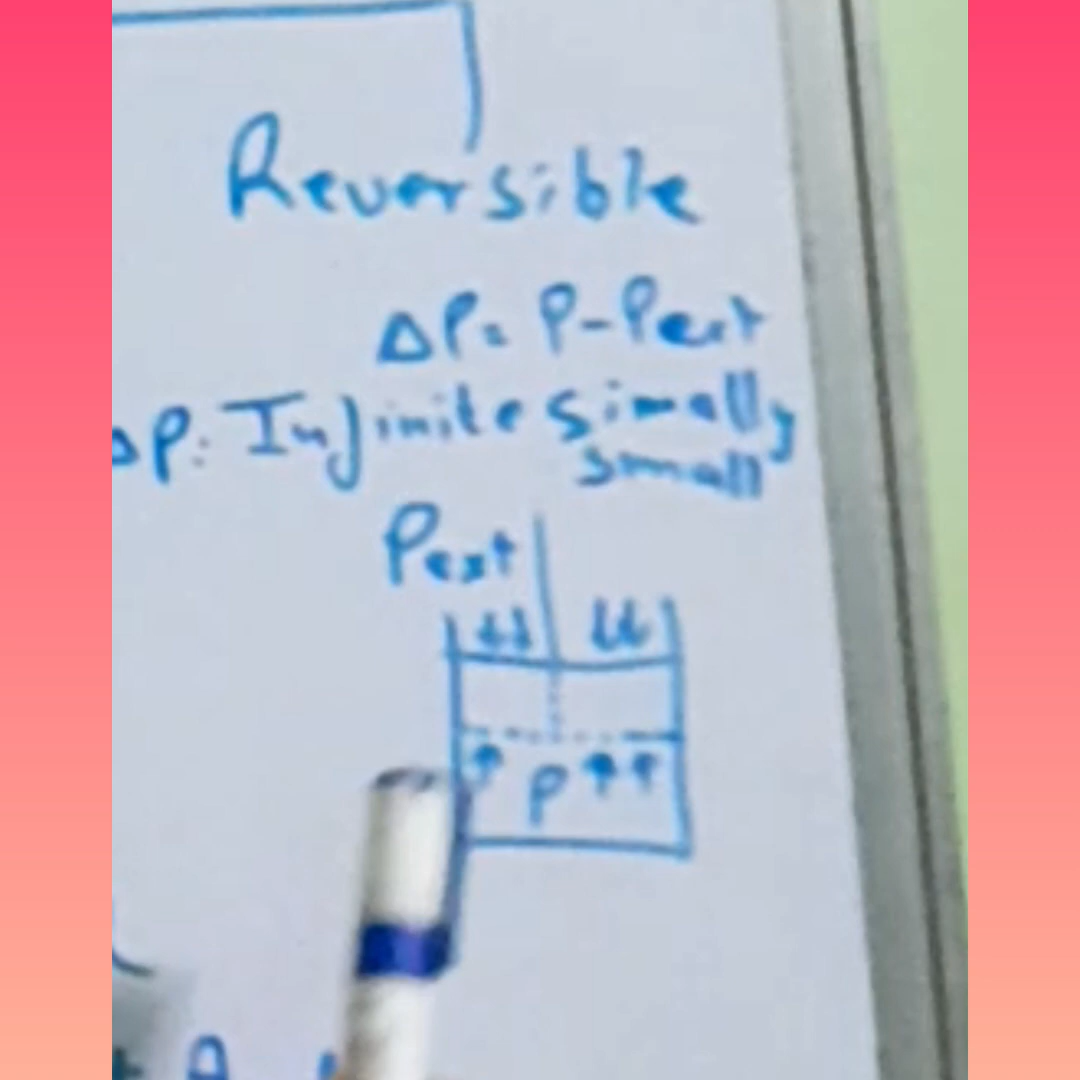 Reversible
ΔP = P - Pext
ΔP : Infinitesimally
small
Pext
P